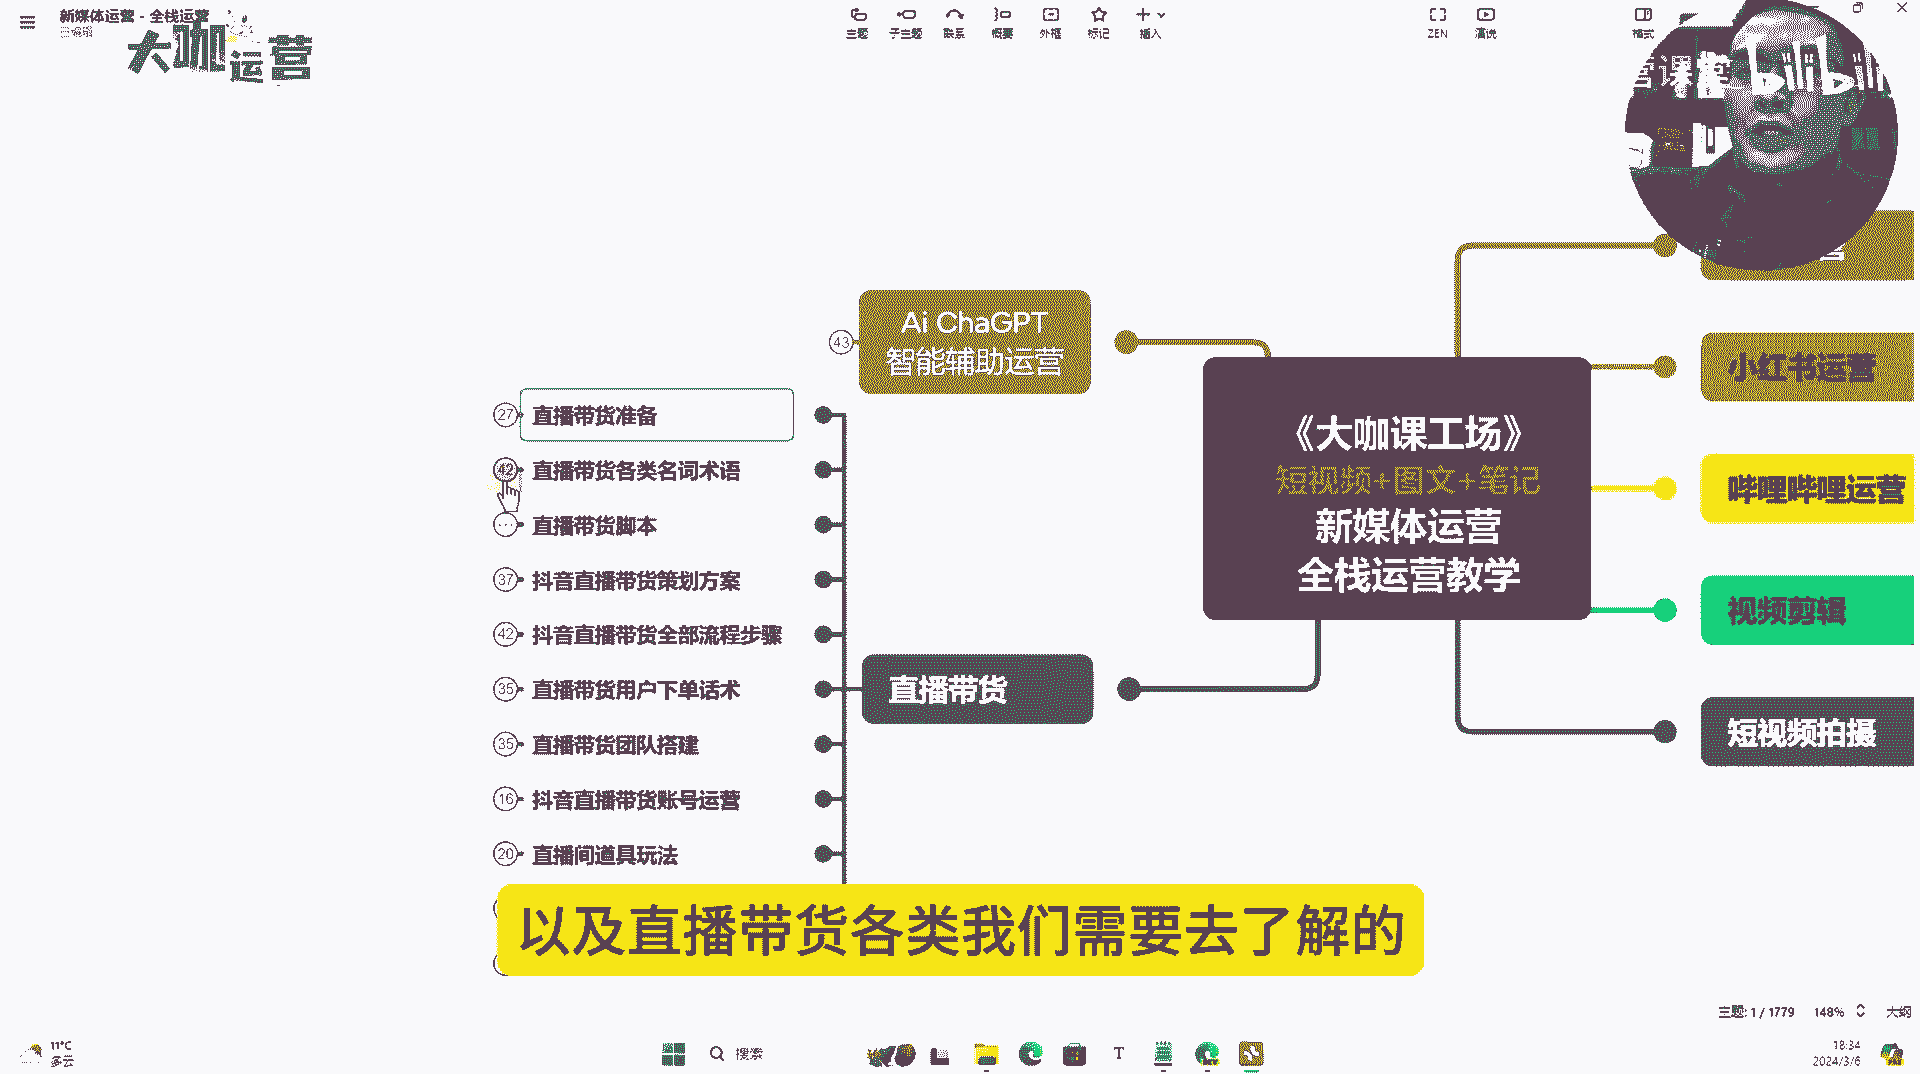 新媒体运营 - 全栈运营
已编辑
大咖运营
主题
子主题
联系
概要
外框
标记
插入
ZEN
演说
格式
营课堂 bilibili
Ai ChaGPT
智能辅助运营
43
27
直播带货准备
42
直播带货各类名词术语
直播带货脚本
37
抖音直播带货策划方案
42
抖音直播带货全部流程步骤
35
直播带货用户下单话术
35
直播带货团队搭建
16
抖音直播带货账号运营
20
直播间道具玩法
直播带货
《大咖课工场》
短视频+图文+笔记
新媒体运营
全栈运营教学
小红书运营
哔哩哔哩运营
视频剪辑
短视频拍摄
以及直播带货各类我们需要去了解的
主题: 1 / 1779
148%
大纲
11°C
多云
搜索
18:34
2024/3/6